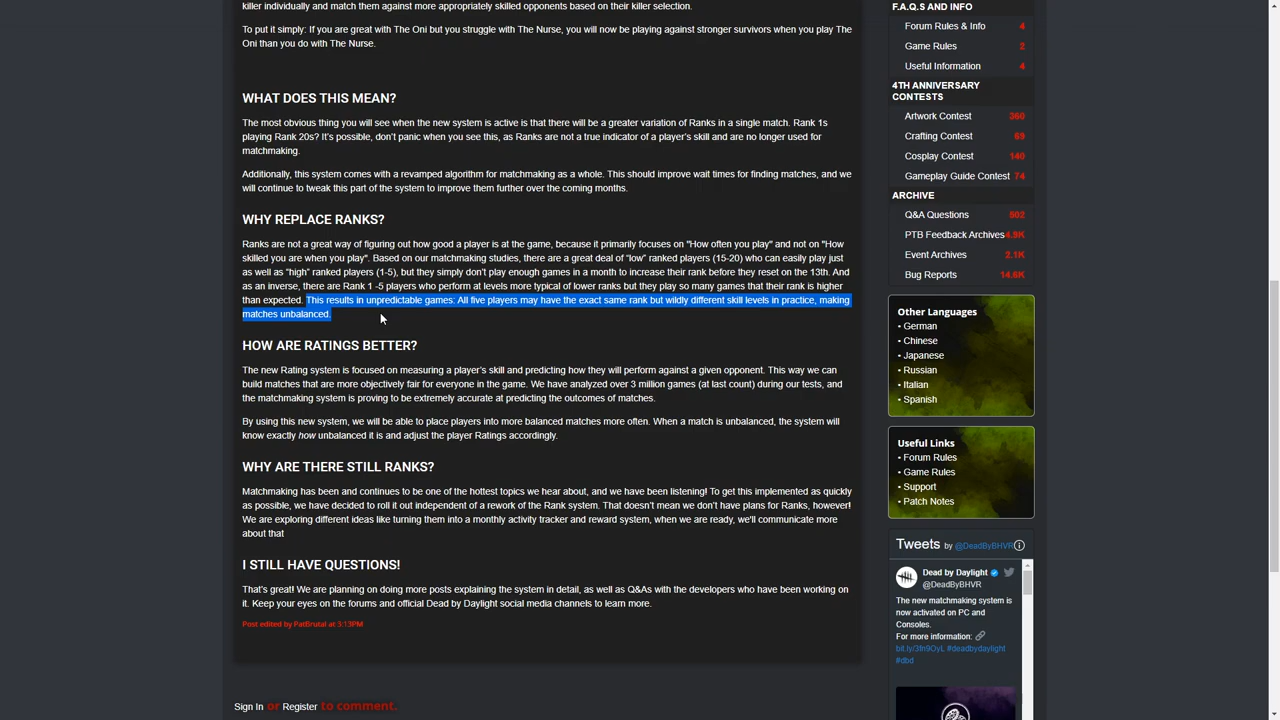 killer individually and match them against more appropriately skilled opponents based on their killer selection.
To put it simply: If you are great with The Oni but you struggle with The Nurse, you will now be playing against stronger survivors when you play The
Oni than you do with The Nurse.
WHAT DOES THIS MEAN?
The most obvious thing you will see when the new system is active is that there will be a greater variation of Ranks in a single match. Rank 1s
playing Rank 20s? It's possible, don't panic when you see this, as Ranks are not a true indicator of a player's skill and are no longer used for
matchmaking.
Additionally, this system comes with a revamped algorithm for matchmaking as a whole. This should improve wait times for finding matches, and we
will continue to tweak this part of the system to improve them further over the coming months.
WHY REPLACE RANKS?
Ranks are not a great way of figuring out how good a player is at the game, because it primarily focuses on "How often you play" and not on "How
skilled you are when you play". Based on our matchmaking studies, there are a great deal of "low" ranked players (15-20) who can easily play just
as well as "high" ranked players (1-5), but they simply don't play enough games in a month to increase their rank before they reset on the 13th. And
as an inverse, there are Rank 1 -5 players who perform at levels more typical of lower ranks but they play so many games that their rank is higher
than expected. This results in unpredictable games: All five players may have the exact same rank but wildly different skill levels in practice, making
matches unbalanced.
HOW ARE RATINGS BETTER?
The new Rating system is focused on measuring a player's skill and predicting how they will perform against a given opponent. This way we can
build matches that are more objectively fair for everyone in the game. We have analyzed over 3 million games (at last count) during our tests, and
the matchmaking system is proving to be extremely accurate at predicting the outcomes of matches.
By using this new system, we will be able to place players into more balanced matches more often. When a match is unbalanced, the system will
know exactly how unbalanced it is and adjust the player Ratings accordingly.
WHY ARE THERE STILL RANKS?
Matchmaking has been and continues to be one of the hottest topics we hear about, and we have been listening! To get this implemented as quickly
as possible, we have decided to roll it out independent of a rework of the Rank system. That doesn't mean we don't have plans for Ranks, however!
We are exploring different ideas like turning them into a monthly activity tracker and reward system, when we are ready, we'll communicate more
about that
I STILL HAVE QUESTIONS!
That's great! We are planning on doing more posts explaining the system in detail, as well as Q&As with the developers who have been working on
it. Keep your eyes on the forums and official Dead by Daylight social media channels to learn more.
Post edited by PatBrutal at 3:13PM
Sign In or Register to comment.
F.A.Q.S AND INFO
Forum Rules & Info 4
Game Rules 2
Useful Information 4
4TH ANNIVERSARY
CONTESTS
Artwork Contest 360
Crafting Contest 69
Cosplay Contest 140
Gameplay Guide Contest 74
ARCHIVE
Q&A Questions 502
PTB Feedback Archives 4.9K
Event Archives 2.1K
Bug Reports 14.6K
Other Languages
• German
• Chinese
• Japanese
• Russian
• Italian
• Spanish
Useful Links
• Forum Rules
• Game Rules
• Support
• Patch Notes
Tweets by @DeadByBHVR
Dead by Daylight
@DeadByBHVR
The new matchmaking system is
now activated on PC and
Consoles.
For more information:
bit.ly/3fn9OyL #deadbydaylight
#dbd